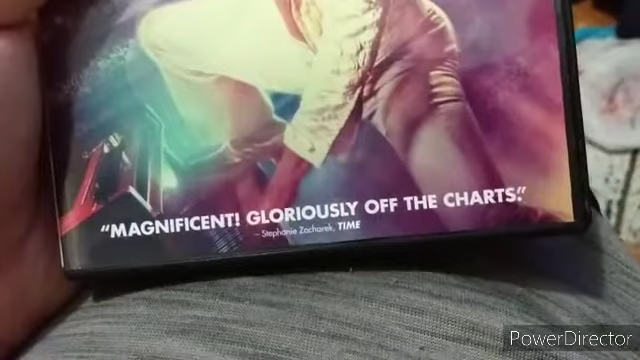 “MAGNIFICENT! GLORIOUSLY OFF THE CHARTS.”
– Stephanie Zacharek, TIME
PowerDirector